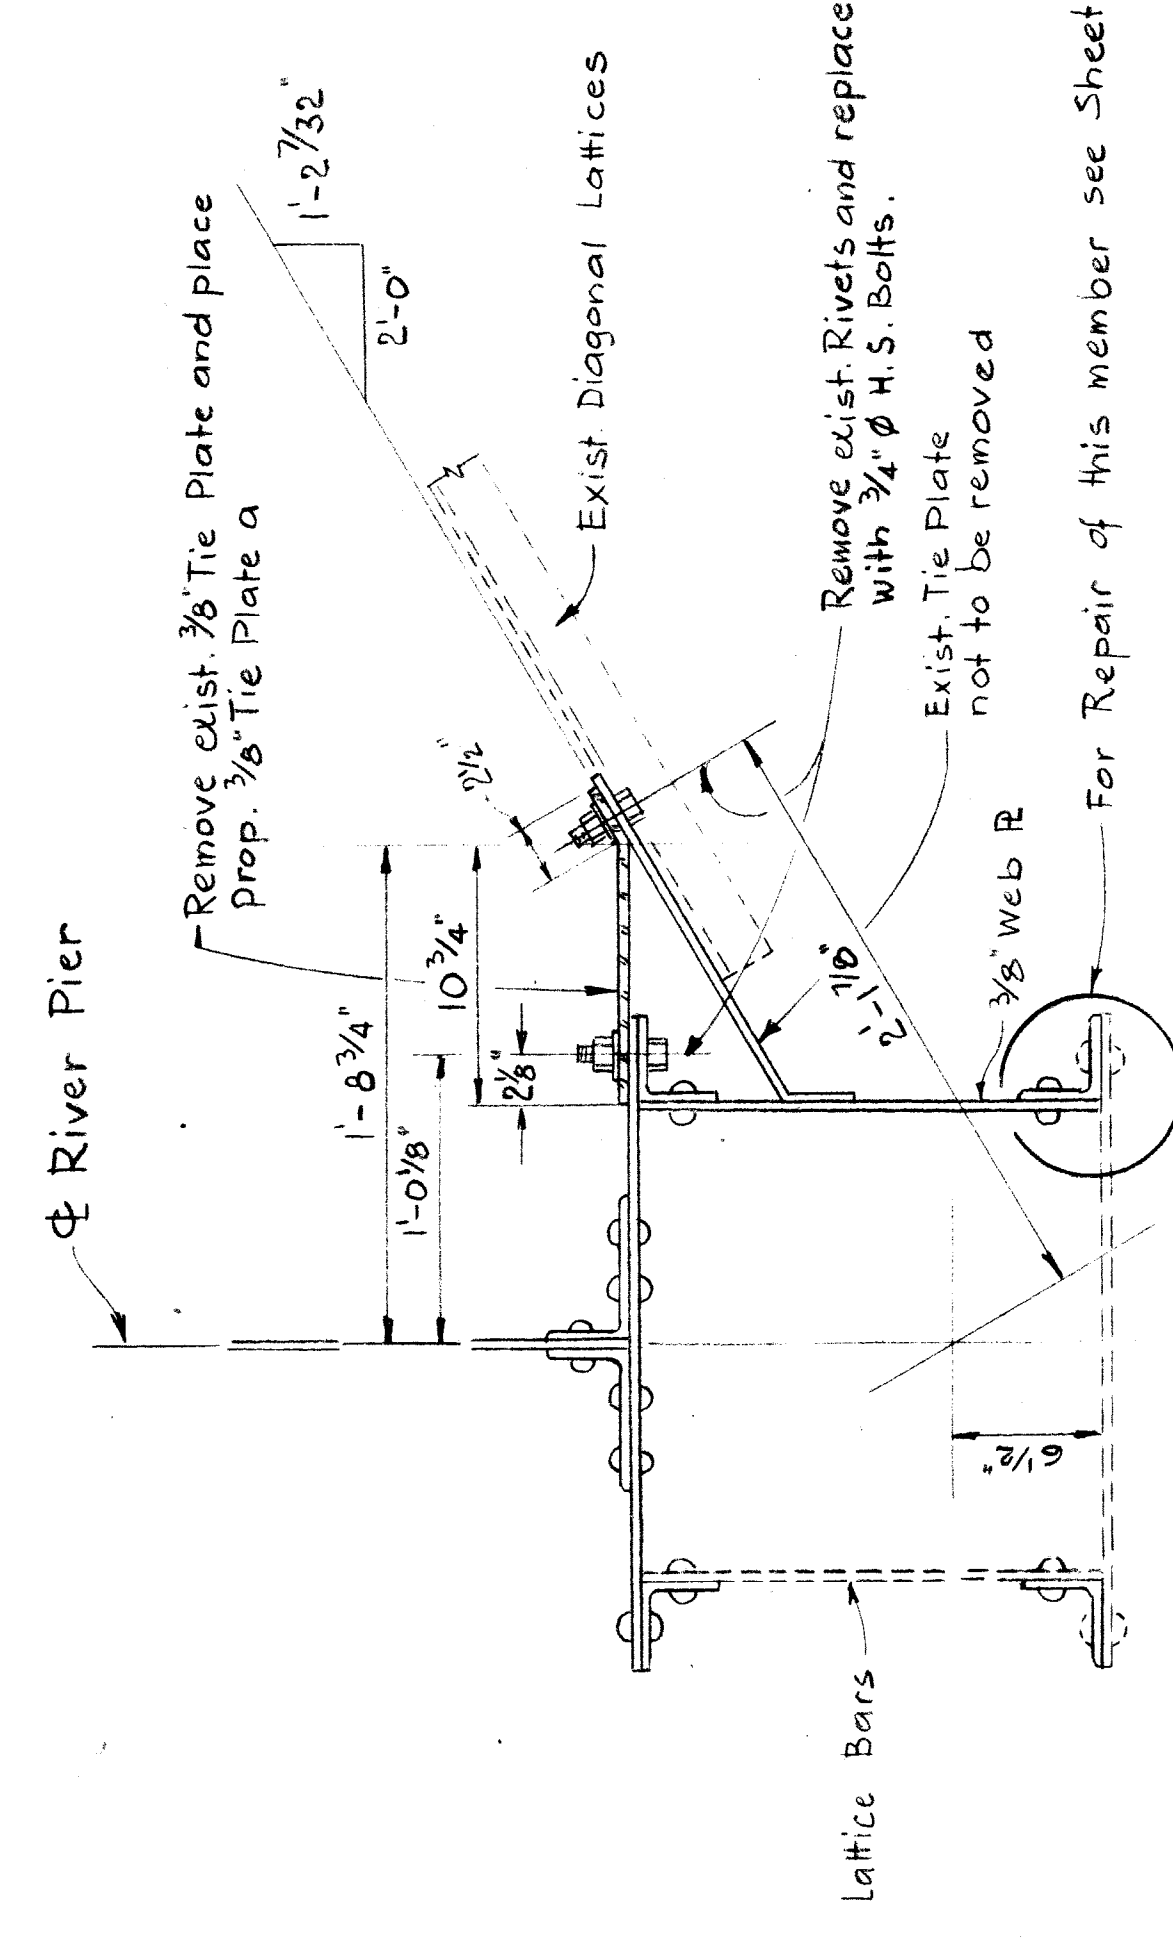 ℄ River Pier
Remove exist. 3/8" Tie Plate and place
prop. 3/8" Tie Plate a
1'-2 7/32"
2'-0"
1'-8 3/4"
1'-0 1/8"
10 3/4"
2 1/8"
2 1/2"
Exist. Diagonal Lattices
Remove exist. Rivets and replace
with 3/4" Ø H. S. Bolts.
Exist. Tie Plate
not to be removed
2'-1 7/8"
3/8" Web ℄
For Repair of this member see Sheet
6 1/2"
Lattice Bars